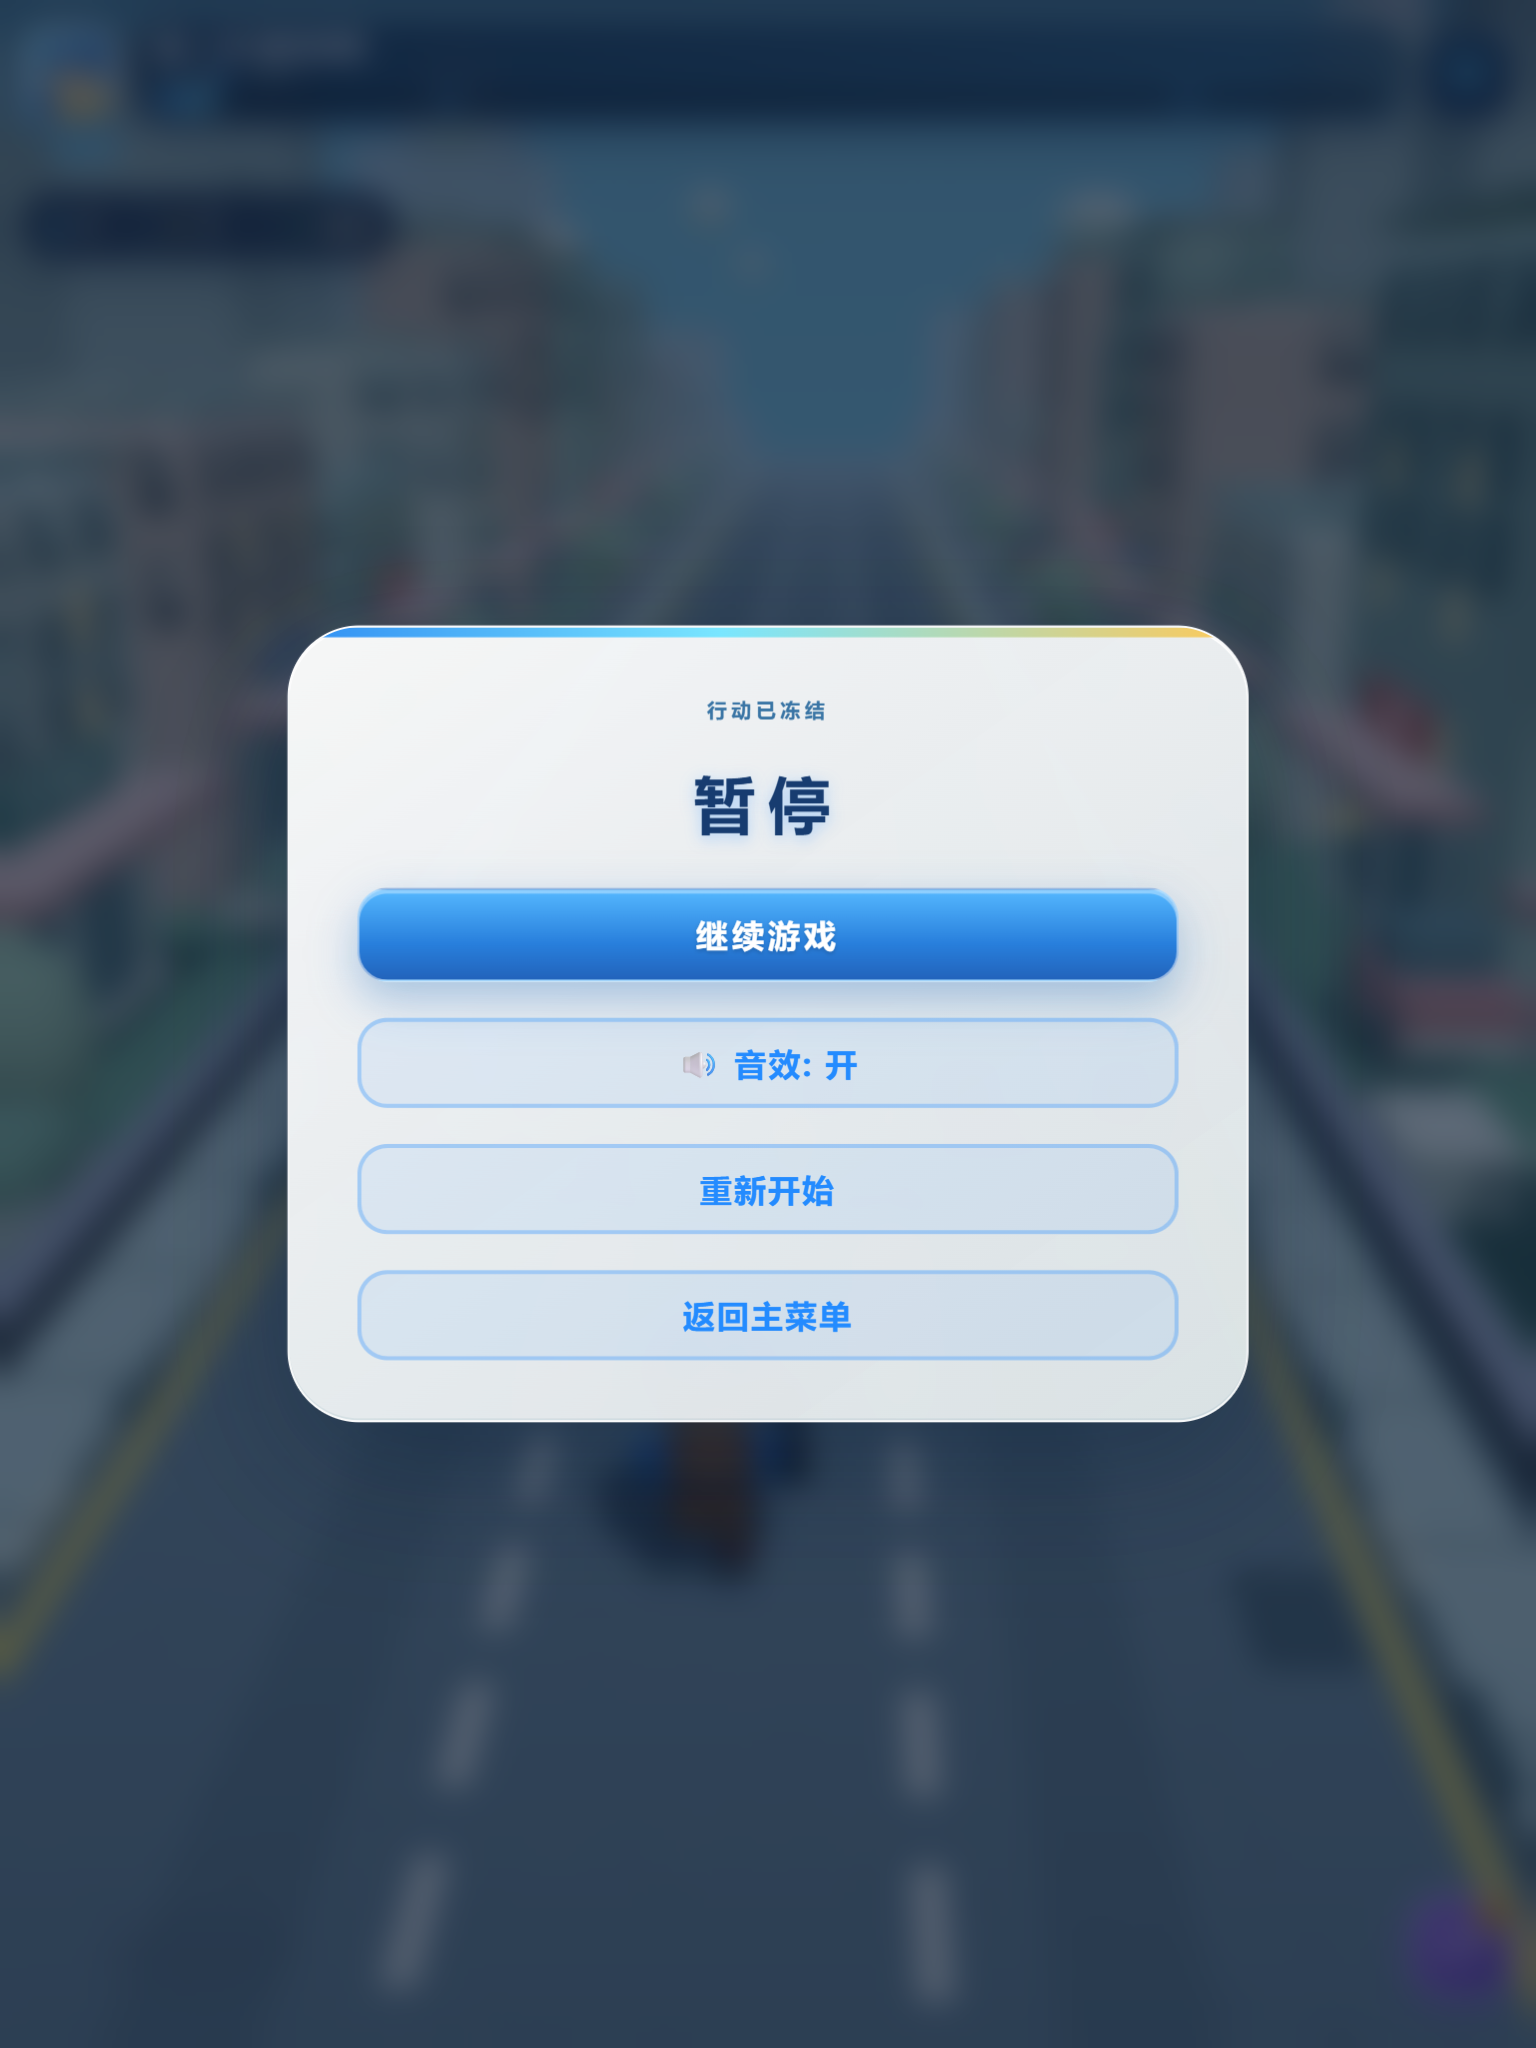 行动已冻结
暂停
继续游戏
🔊 音效: 开
重新开始
返回主菜单